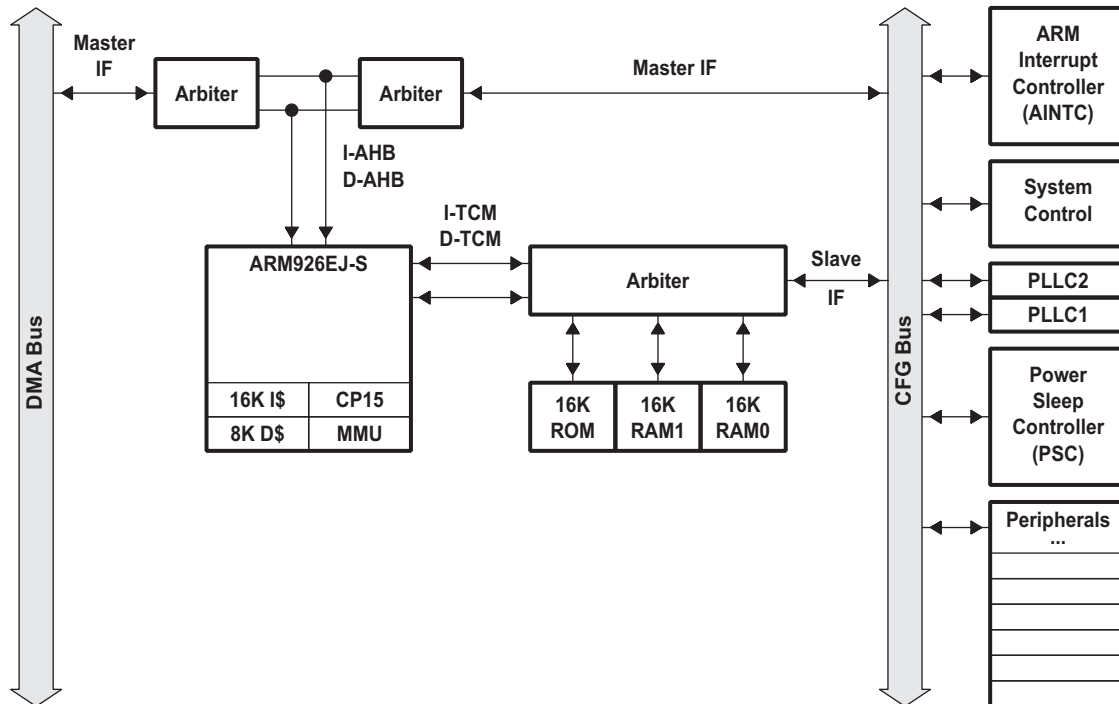 Master
IF
Arbiter
Arbiter
Master IF
I-AHB
D-AHB
I-TCM
D-TCM
ARM926EJ-S
16K I$
CP15
8K D$
MMU
Arbiter
Slave
IF
16K
ROM
16K
RAM1
16K
RAM0
DMA Bus
CFG Bus
ARM
Interrupt
Controller
(AINTC)
System
Control
PLLC2
PLLC1
Power
Sleep
Controller
(PSC)
Peripherals
...